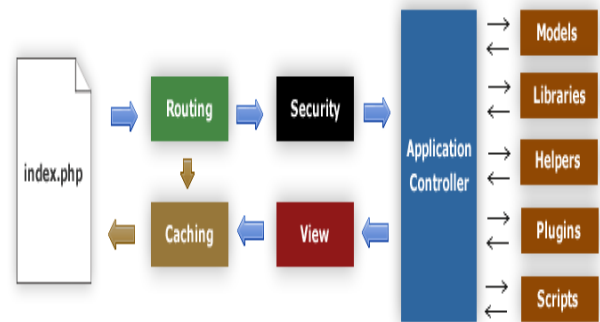 index.php
Routing
Security
Caching
View
Application
Controller
Models
Libraries
Helpers
Plugins
Scripts